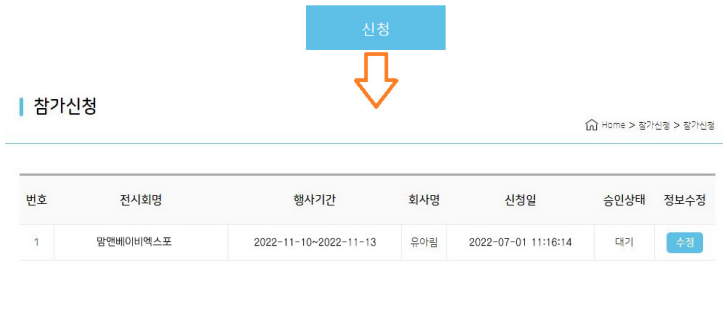 신청
참가신청
Home > 참가신청 > 참가신청
번호 전시회명 행사기간 회사명 신청일 승인상태 정보수정
1 맘앤베이비엑스포 2022-11-10~2022-11-13 유아림 2022-07-01 11:16:14 대기 수정